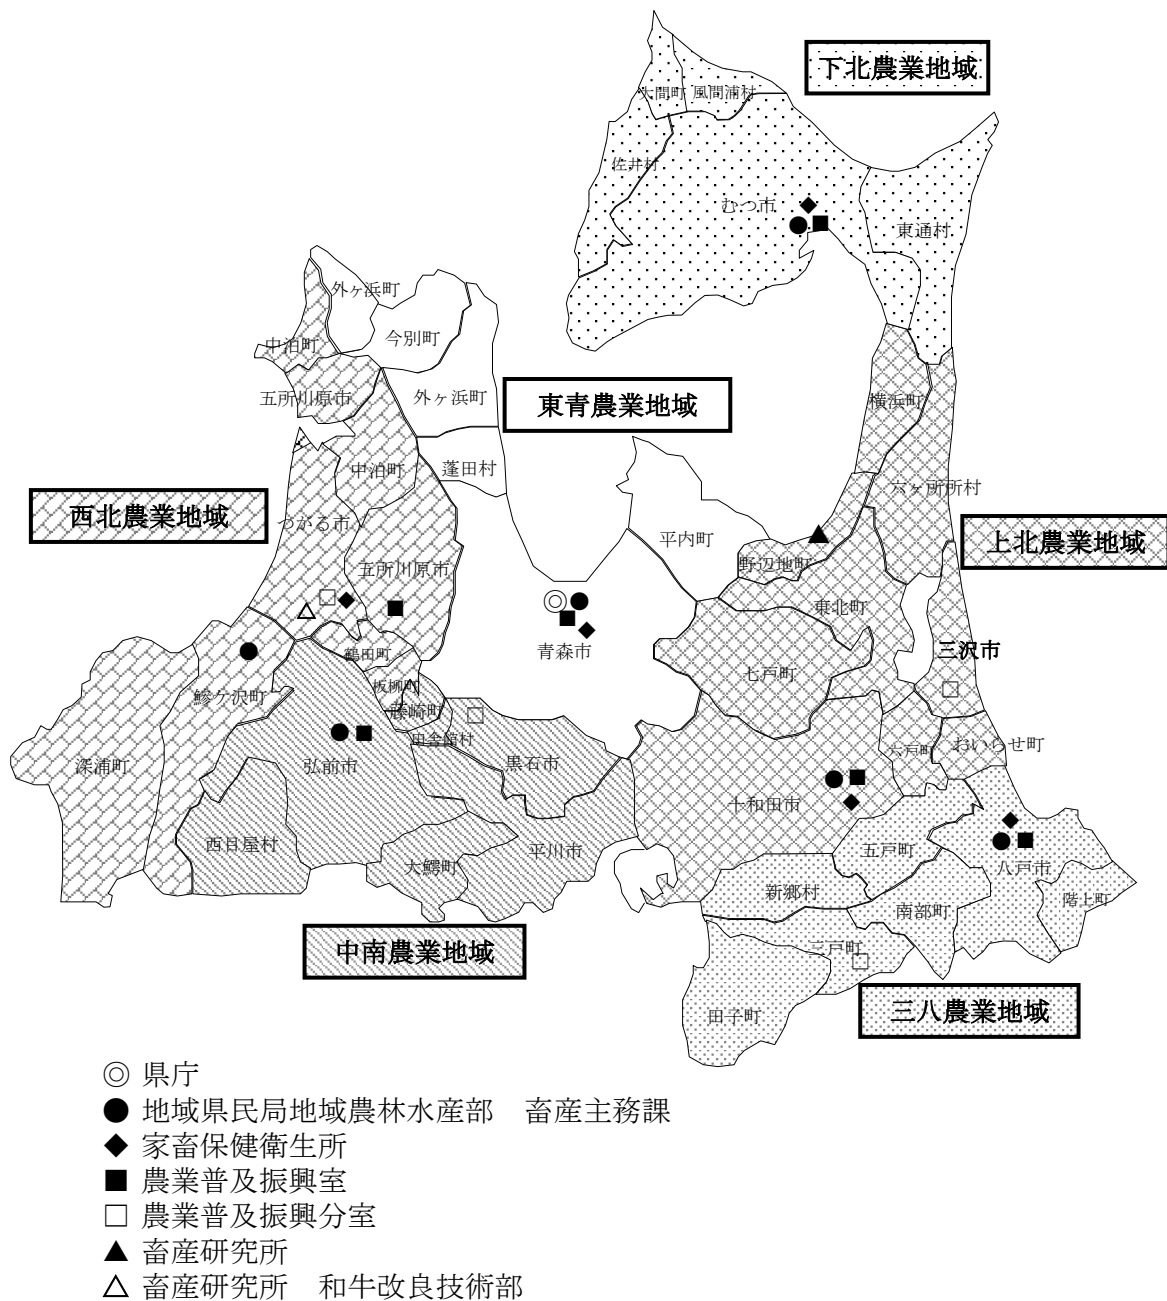 下北農業地域
大間町
風間浦村
佐井村
むつ市
東通村
外ヶ浜町
今別町
中泊町
五所川原市
外ヶ浜町
東青農業地域
横浜町
蓬田村
中泊町
六ヶ所所村
西北農業地域
つがる市
平内町
上北農業地域
五所川原市
野辺地町
東北町
青森市
三沢市
鶴田町
七戸町
板柳町
鰺ケ沢町
藤崎町
田舎館村
六戸町
おいらせ町
深浦町
弘前市
黒石市
十和田市
西目屋村
大鰐町
平川市
五戸町
八戸市
新郷村
階上町
南部町
中南農業地域
三戸町
三八農業地域
田子町
◎ 県庁
● 地域県民局地域農林水産部　畜産主務課
◆ 家畜保健衛生所
■ 農業普及振興室
□ 農業普及振興分室
▲ 畜産研究所
△ 畜産研究所　和牛改良技術部